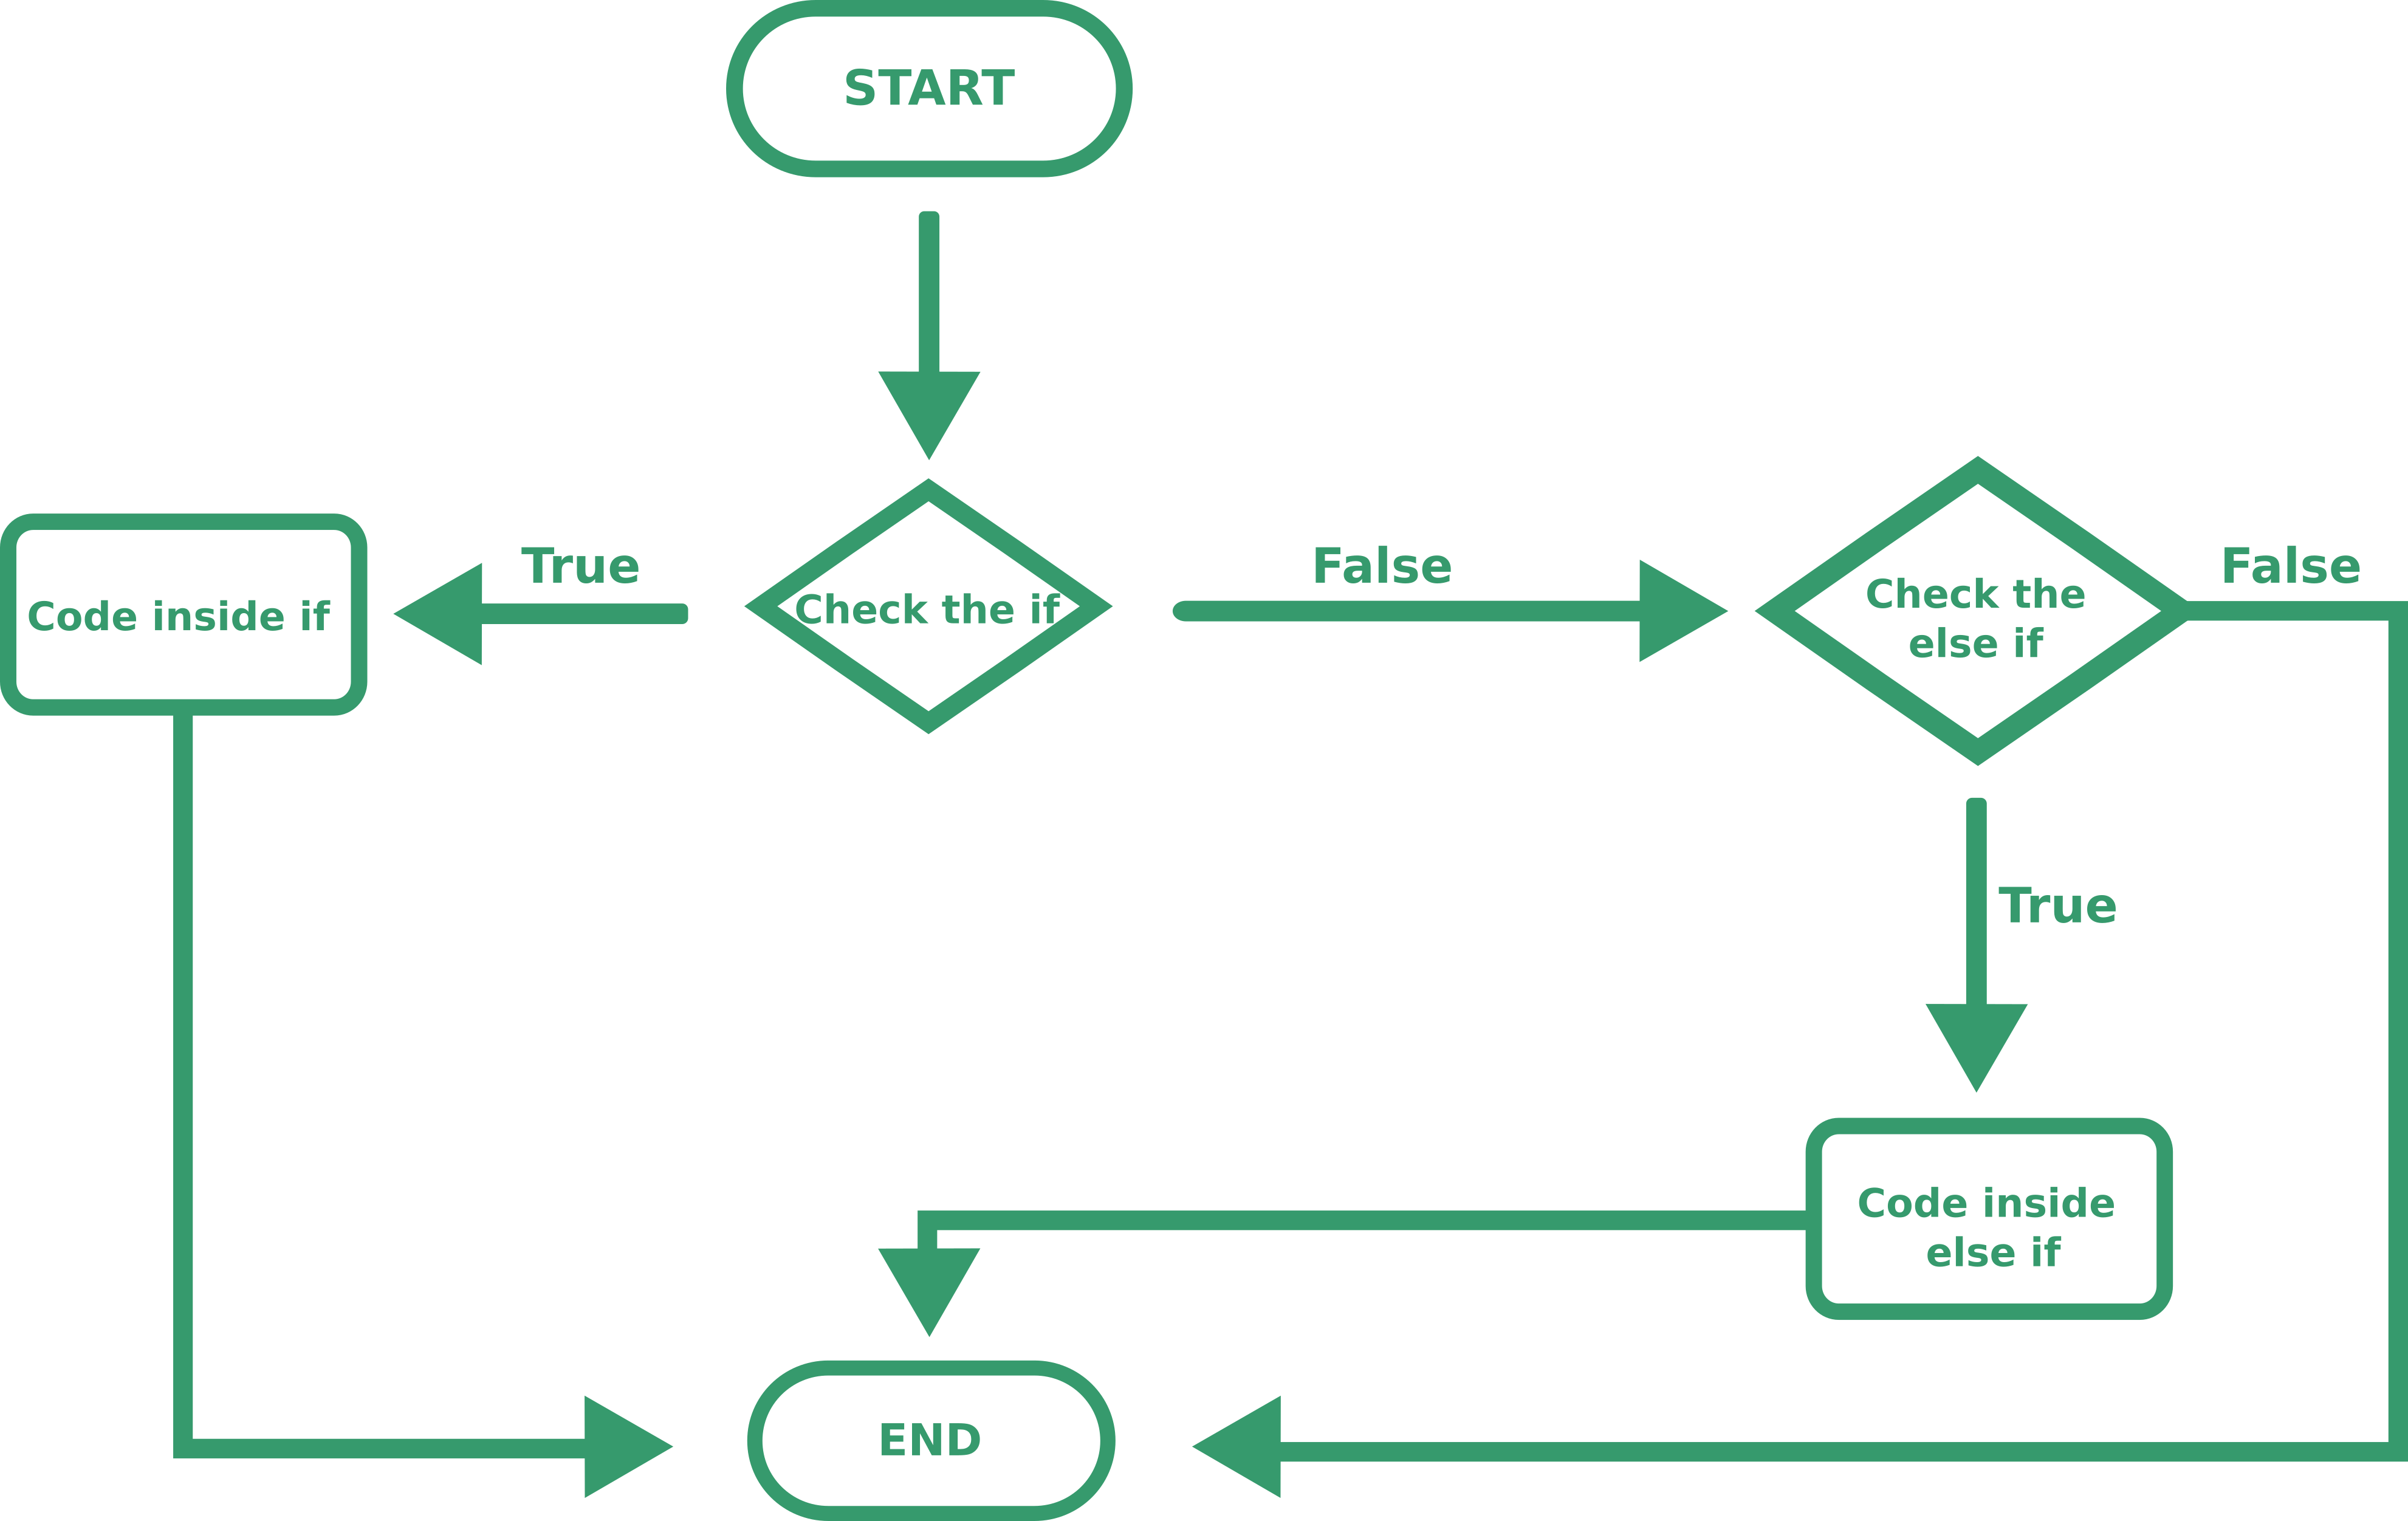 START
True
False
False
Code inside if
Check the if
Check the
else if
True
Code inside
else if
END